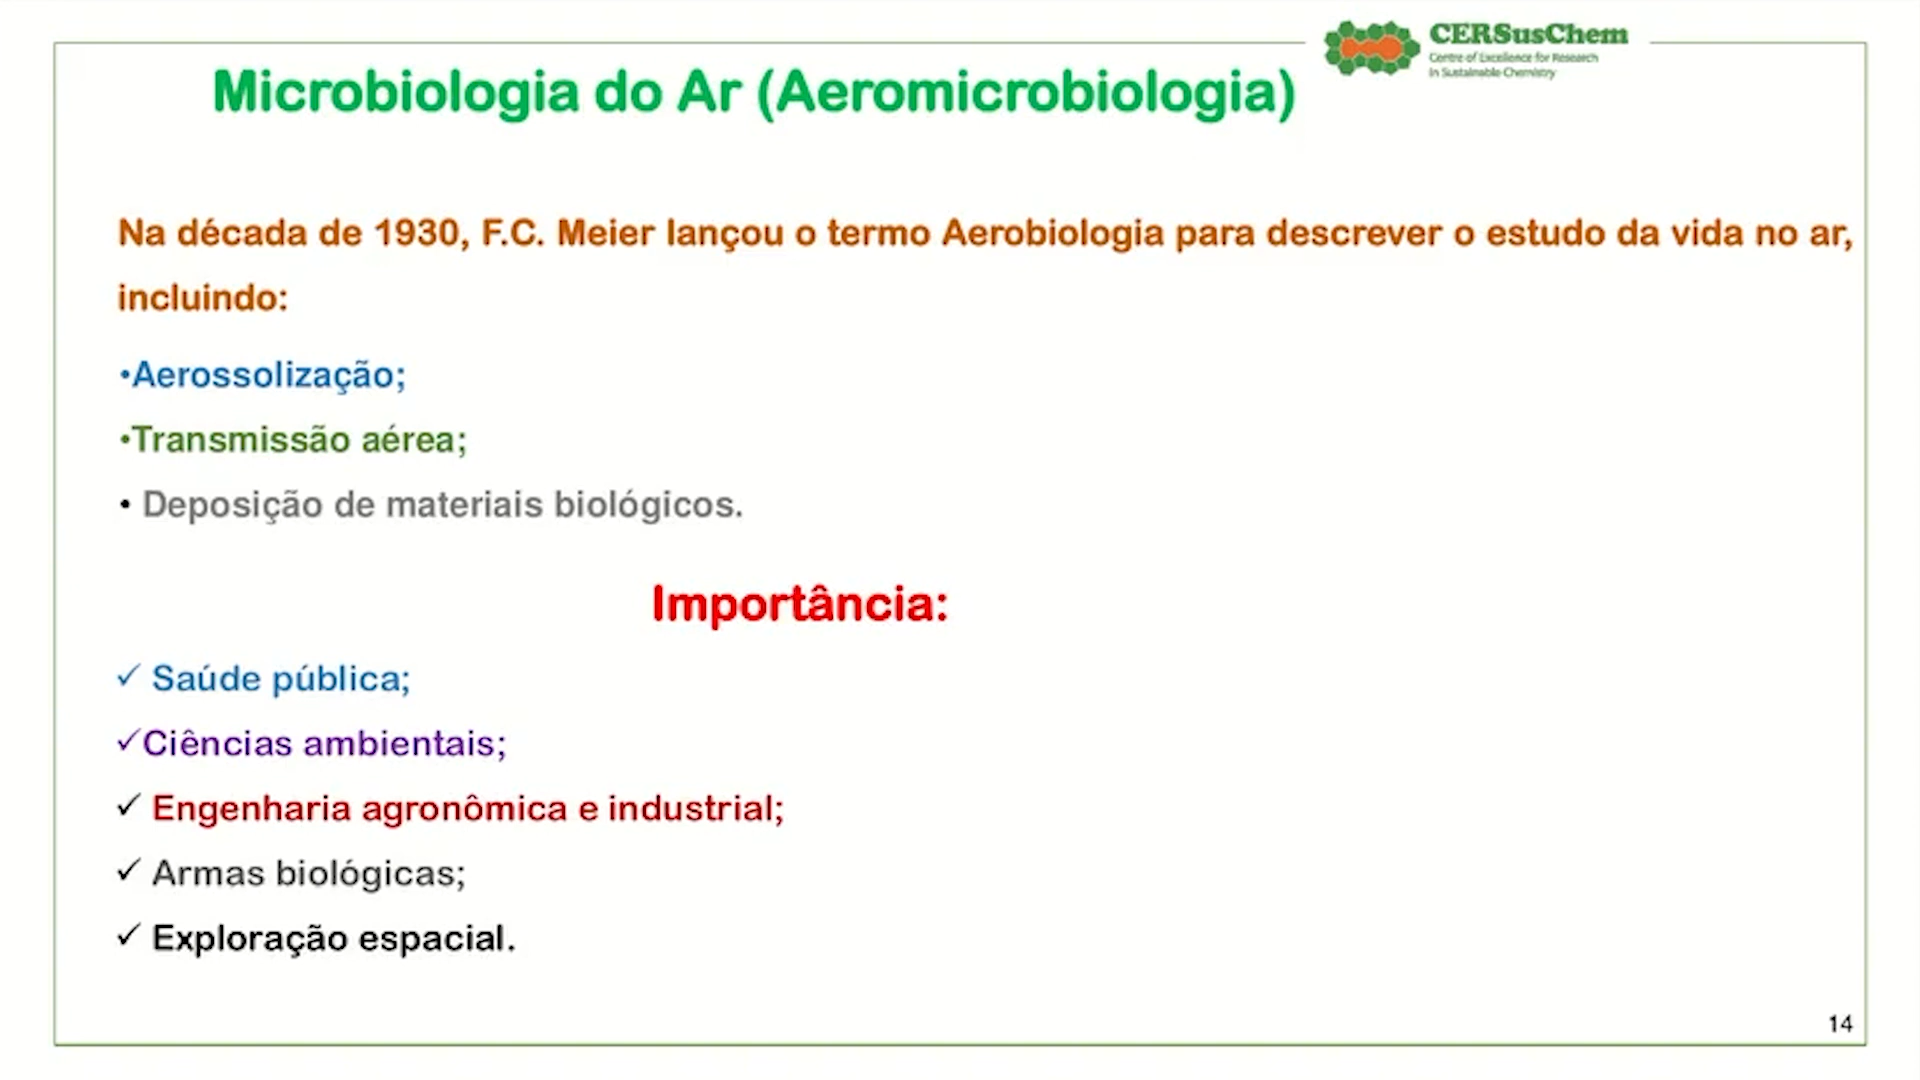 CERSusChem
Centre of Excellence for Research
in Sustainable Chemistry
Microbiologia do Ar (Aeromicrobiologia)
Na década de 1930, F.C. Meier lançou o termo Aerobiologia para descrever o estudo da vida no ar,
incluindo:
•Aerossolização;
•Transmissão aérea;
• Deposição de materiais biológicos.
Importância:
✓ Saúde pública;
✓Ciências ambientais;
✓ Engenharia agronômica e industrial;
✓ Armas biológicas;
✓ Exploração espacial.
14